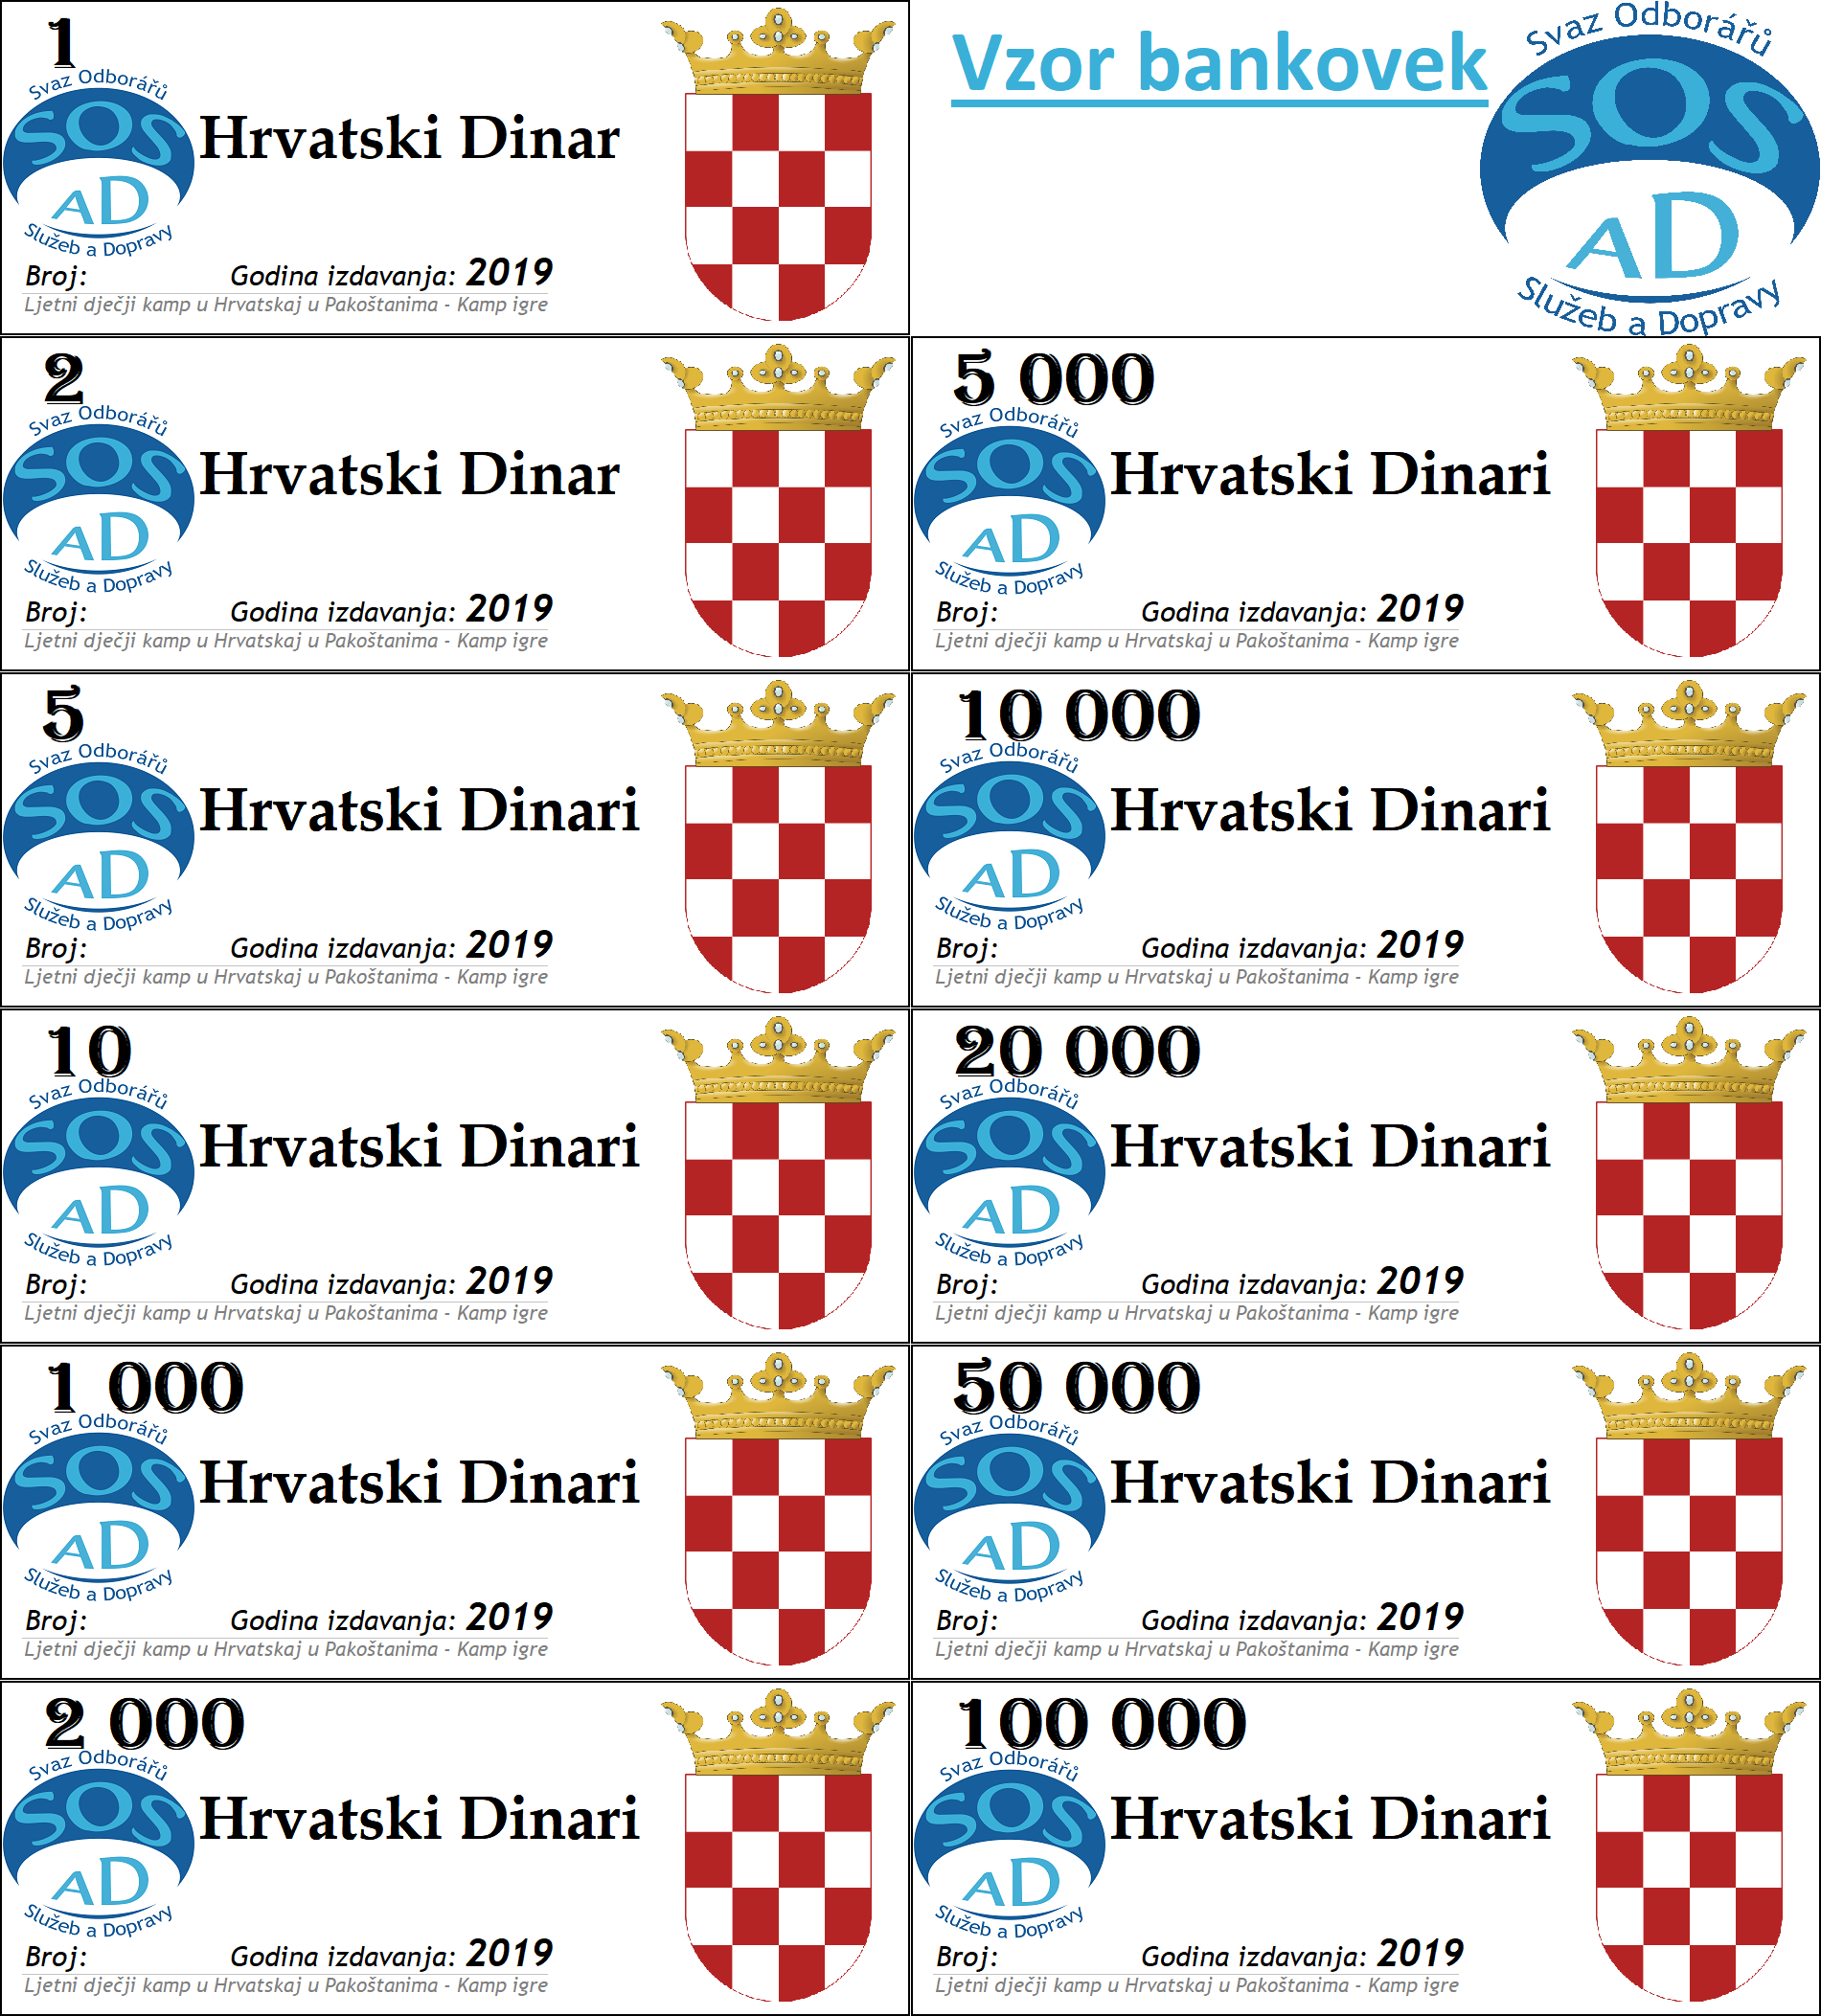 1
Svaz Odborářů
SOS
AD
Služeb a Dopravy
Hrvatski Dinar
Broj: Godina izdavanja: 2019
Ljetni dječji kamp u Hrvatskaj u Pakoštanima - Kamp igre
Vzor bankovek
Svaz Odborářů
SOS
AD
Služeb a Dopravy
2
Svaz Odborářů
SOS
AD
Služeb a Dopravy
Hrvatski Dinar
Broj: Godina izdavanja: 2019
Ljetni dječji kamp u Hrvatskaj u Pakoštanima - Kamp igre
5 000
Svaz Odborářů
SOS
AD
Služeb a Dopravy
Hrvatski Dinari
Broj: Godina izdavanja: 2019
Ljetni dječji kamp u Hrvatskaj u Pakoštanima - Kamp igre
5
Svaz Odborářů
SOS
AD
Služeb a Dopravy
Hrvatski Dinari
Broj: Godina izdavanja: 2019
Ljetni dječji kamp u Hrvatskaj u Pakoštanima - Kamp igre
10 000
Svaz Odborářů
SOS
AD
Služeb a Dopravy
Hrvatski Dinari
Broj: Godina izdavanja: 2019
Ljetni dječji kamp u Hrvatskaj u Pakoštanima - Kamp igre
10
Svaz Odborářů
SOS
AD
Služeb a Dopravy
Hrvatski Dinari
Broj: Godina izdavanja: 2019
Ljetni dječji kamp u Hrvatskaj u Pakoštanima - Kamp igre
20 000
Svaz Odborářů
SOS
AD
Služeb a Dopravy
Hrvatski Dinari
Broj: Godina izdavanja: 2019
Ljetni dječji kamp u Hrvatskaj u Pakoštanima - Kamp igre
1 000
Svaz Odborářů
SOS
AD
Služeb a Dopravy
Hrvatski Dinari
Broj: Godina izdavanja: 2019
Ljetni dječji kamp u Hrvatskaj u Pakoštanima - Kamp igre
50 000
Svaz Odborářů
SOS
AD
Služeb a Dopravy
Hrvatski Dinari
Broj: Godina izdavanja: 2019
Ljetni dječji kamp u Hrvatskaj u Pakoštanima - Kamp igre
2 000
Svaz Odborářů
SOS
AD
Služeb a Dopravy
Hrvatski Dinari
Broj: Godina izdavanja: 2019
Ljetni dječji kamp u Hrvatskaj u Pakoštanima - Kamp igre
100 000
Svaz Odborářů
SOS
AD
Služeb a Dopravy
Hrvatski Dinari
Broj: Godina izdavanja: 2019
Ljetni dječji kamp u Hrvatskaj u Pakoštanima - Kamp igre